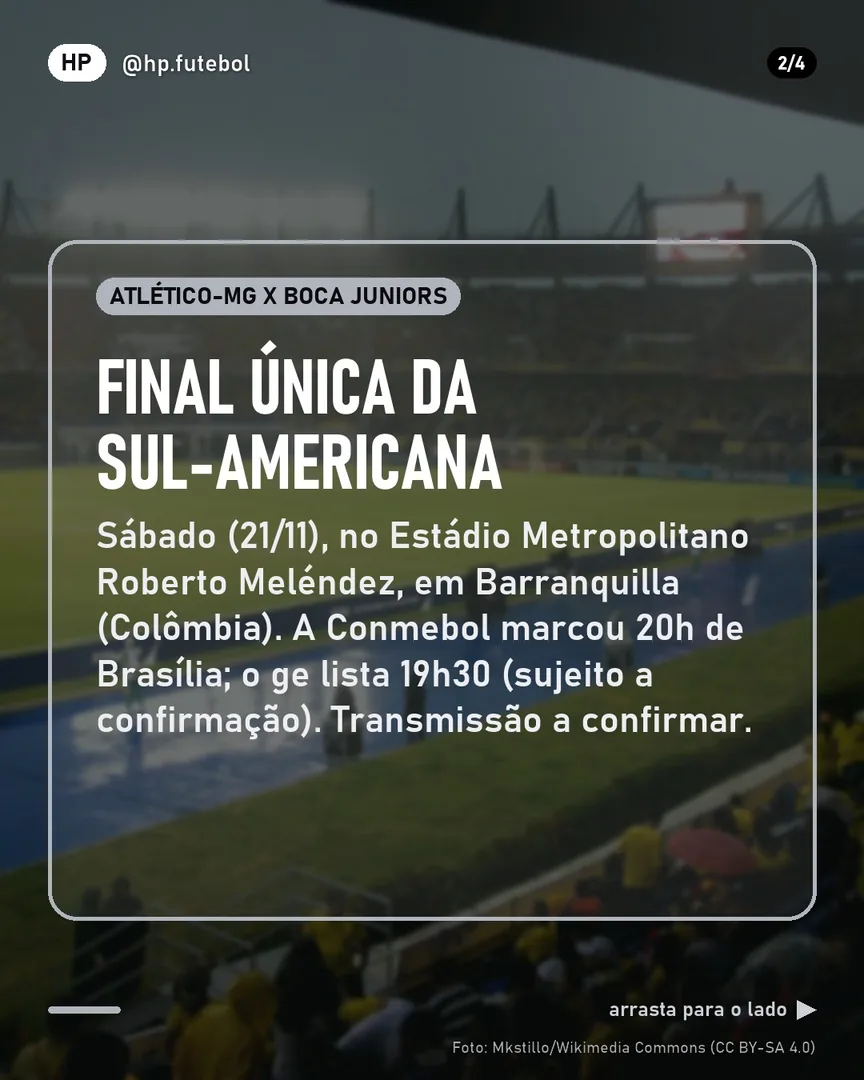 HP @hp.futebol 2/4
ATLÉTICO-MG X BOCA JUNIORS
FINAL ÚNICA DA
SUL-AMERICANA
Sábado (21/11), no Estádio Metropolitano
Roberto Meléndez, em Barranquilla
(Colômbia). A Conmebol marcou 20h de
Brasília; o ge lista 19h30 (sujeito a
confirmação). Transmissão a confirmar.
arrasta para o lado ▶
Foto: Mkstillo/Wikimedia Commons (CC BY-SA 4.0)